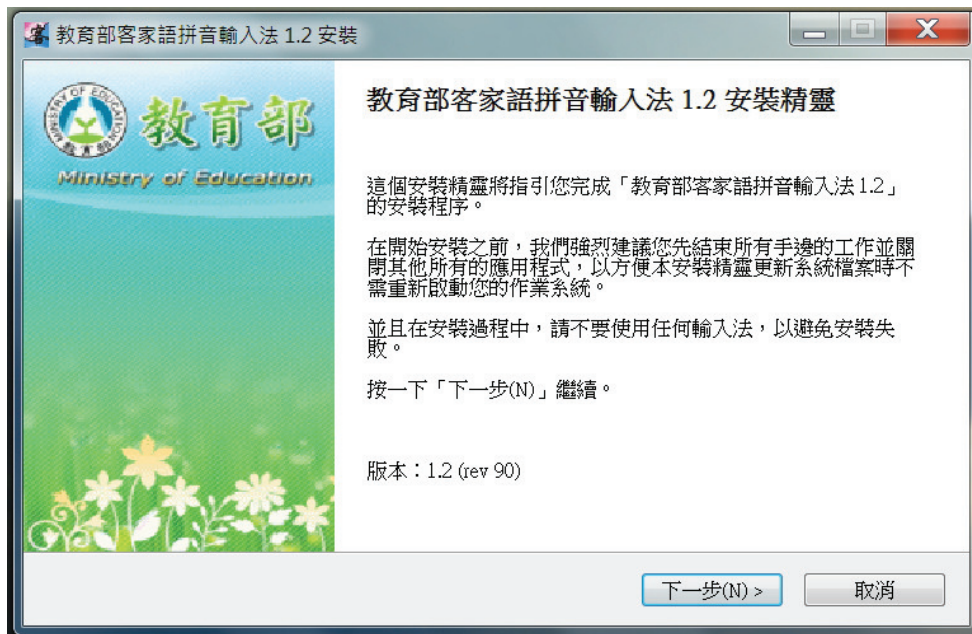 教育部客家語拼音輸入法 1.2 安裝
MINISTRY OF EDUCATION
教育部
教育部
Ministry of Education
教育部客家語拼音輸入法 1.2 安裝精靈
這個安裝精靈將指引您完成「教育部客家語拼音輸入法1.2」
的安裝程序。
在開始安裝之前，我們強烈建議您先結束所有手邊的工作並關
閉其他所有的應用程式，以方便本安裝精靈更新系統檔案時不
需重新啟動您的作業系統。
並且在安裝過程中，請不要使用任何輸入法，以避免安裝失
敗。
按一下「下一步(N)」繼續。
版本：1.2 (rev 90)
下一步(N) >
取消